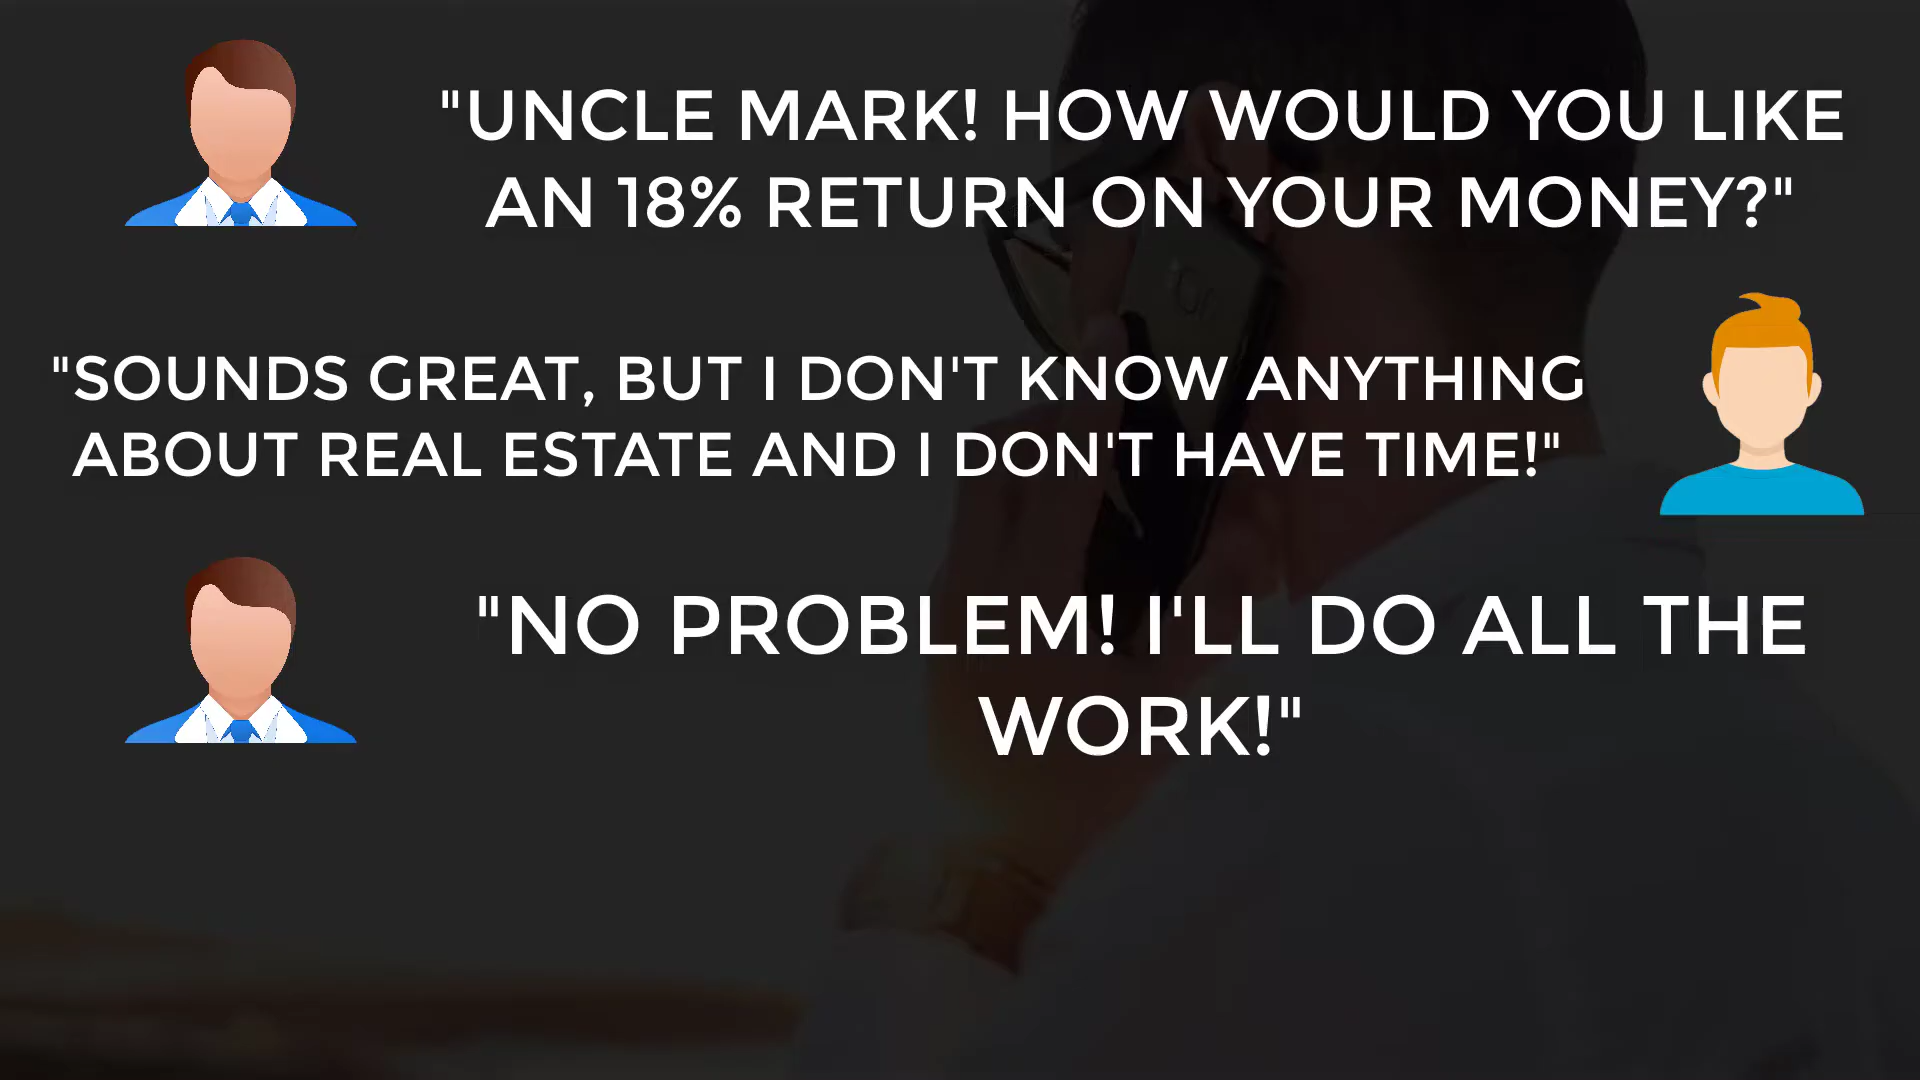 "UNCLE MARK! HOW WOULD YOU LIKE
AN 18% RETURN ON YOUR MONEY?"
"SOUNDS GREAT, BUT I DON'T KNOW ANYTHING
ABOUT REAL ESTATE AND I DON'T HAVE TIME!"
"NO PROBLEM! I'LL DO ALL THE
WORK!"